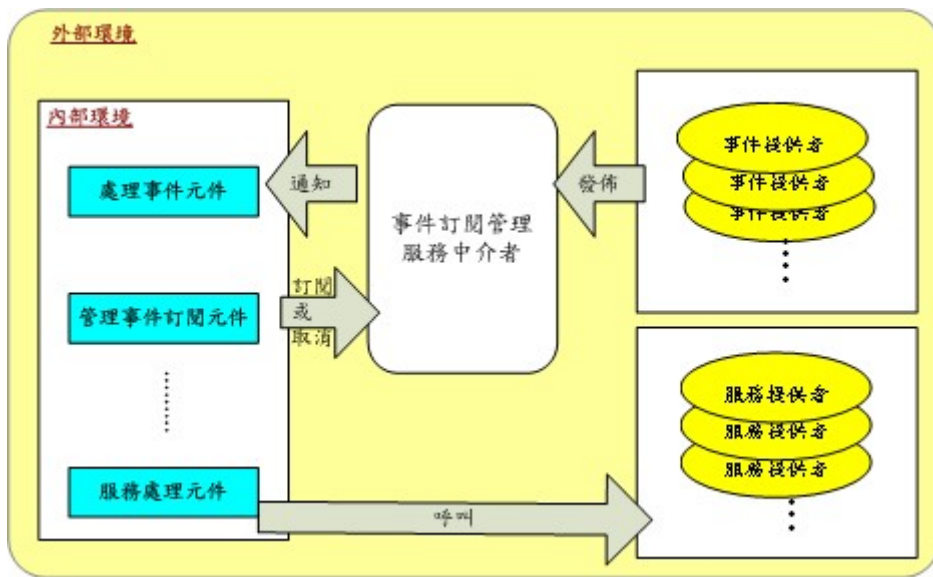 外部環境
內部環境
處理事件元件
管理事件訂閱元件
服務處理元件
通知
訂閱
或
取消
事件訂閱管理
服務中介者
發佈
事件提供者
事件提供者
事件提供者
服務提供者
服務提供者
服務提供者
呼叫